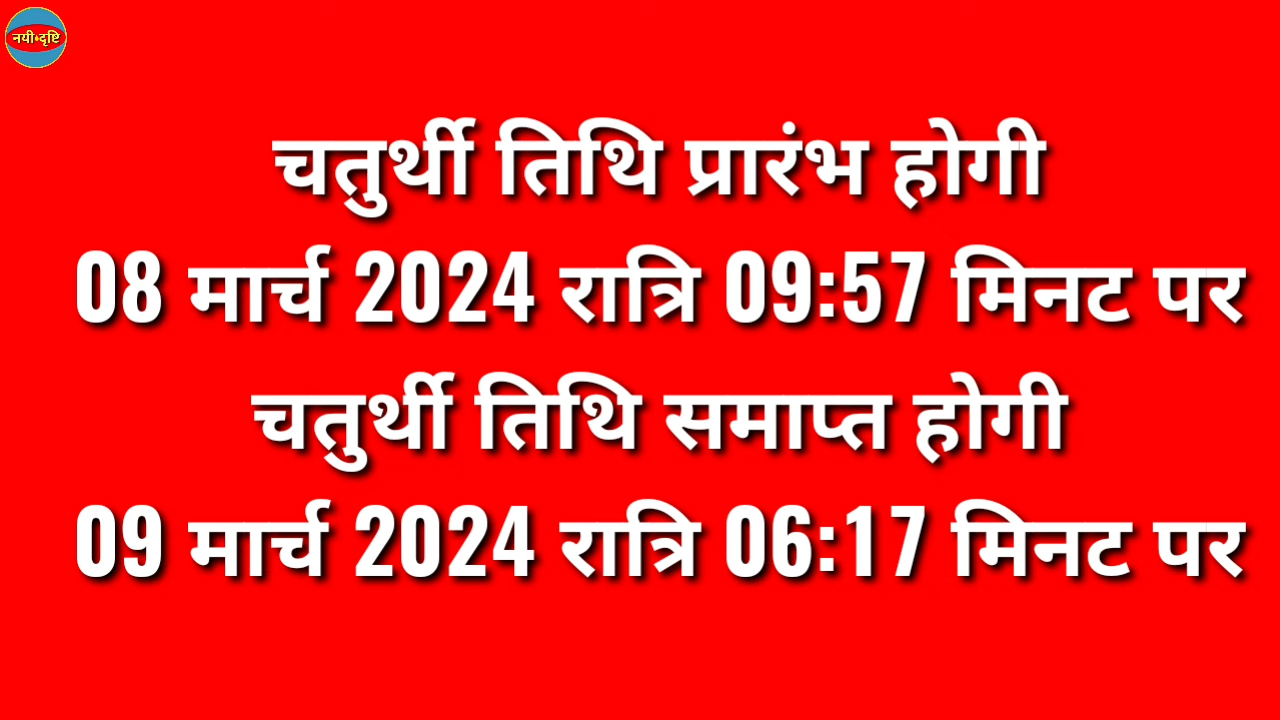 नयी•दृष्टि
चतुर्थी तिथि प्रारंभ होगी
08 मार्च 2024 रात्रि 09:57 मिनट पर
चतुर्थी तिथि समाप्त होगी
09 मार्च 2024 रात्रि 06:17 मिनट पर